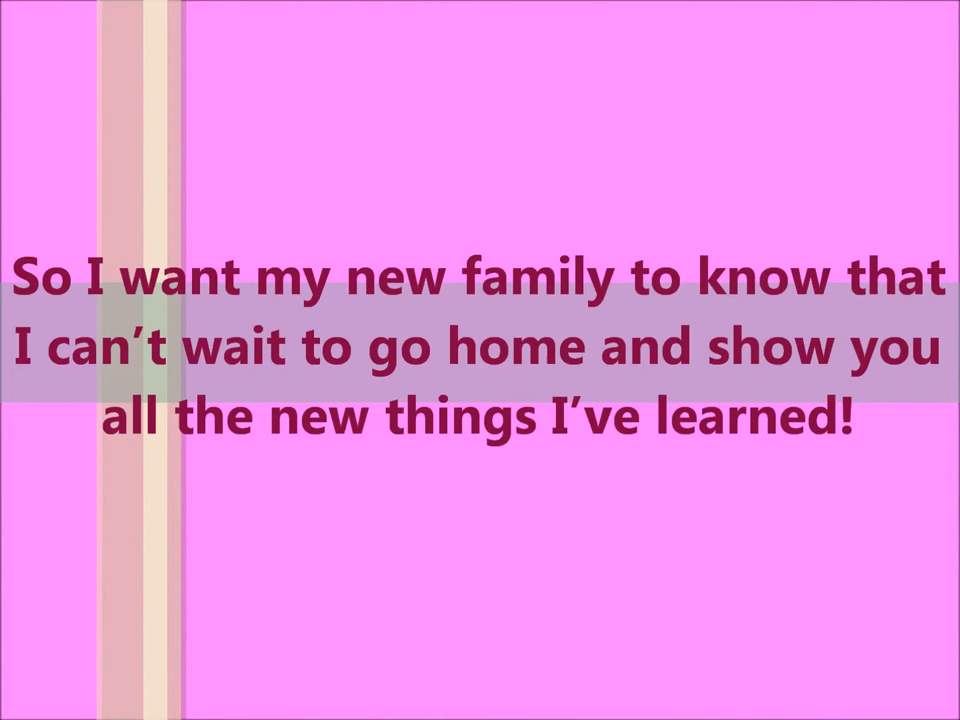 So I want my new family to know that
I can’t wait to go home and show you
all the new things I’ve learned!